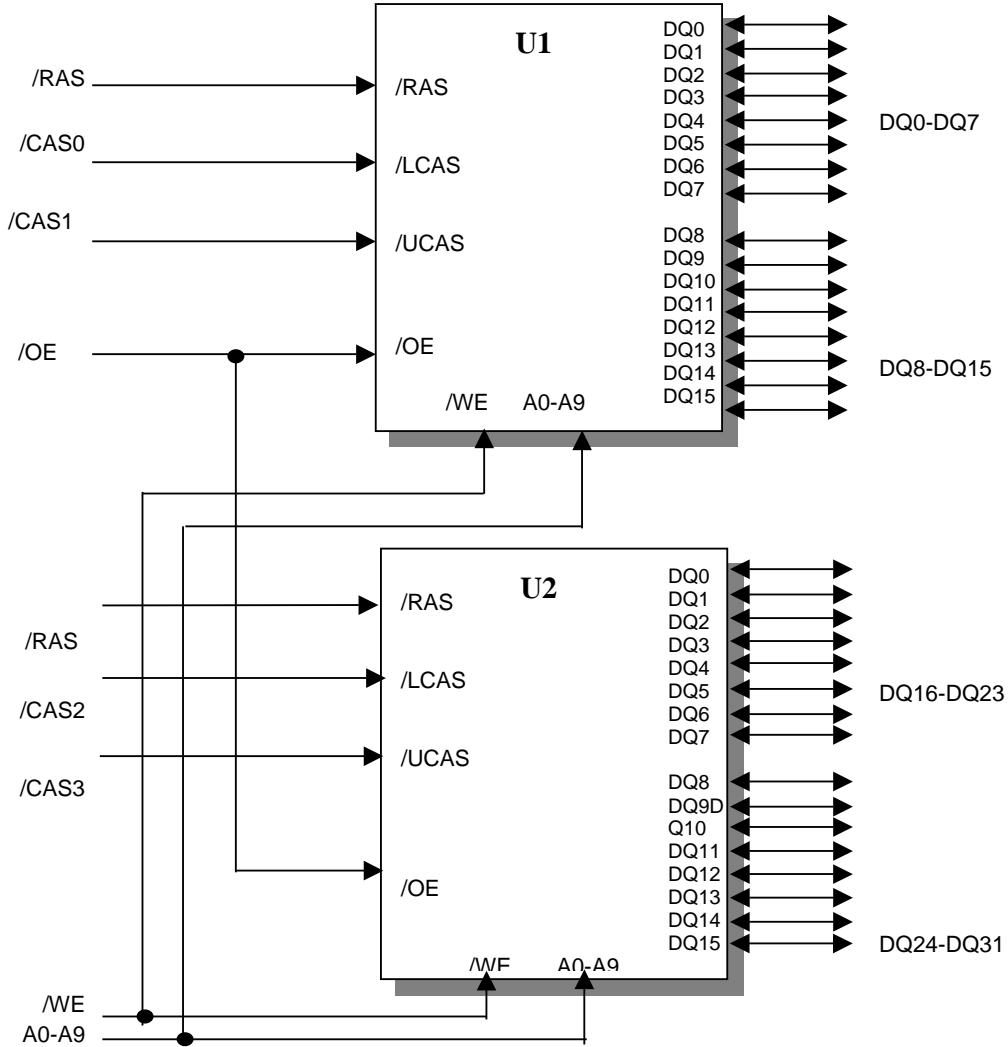 U1
/RAS
/CAS0
/CAS1
/OE
/RAS
/LCAS
/UCAS
/OE
/WE A0-A9
DQ0
DQ1
DQ2
DQ3
DQ4
DQ5
DQ6
DQ7
DQ8
DQ9
DQ10
DQ11
DQ12
DQ13
DQ14
DQ15
DQ0-DQ7
DQ8-DQ15
U2
/RAS
/CAS2
/CAS3
/RAS
/LCAS
/UCAS
/OE
/WE A0-A9
DQ0
DQ1
DQ2
DQ3
DQ4
DQ5
DQ6
DQ7
DQ8
DQ9D
Q10
DQ11
DQ12
DQ13
DQ14
DQ15
DQ16-DQ23
DQ24-DQ31
/WE
A0-A9